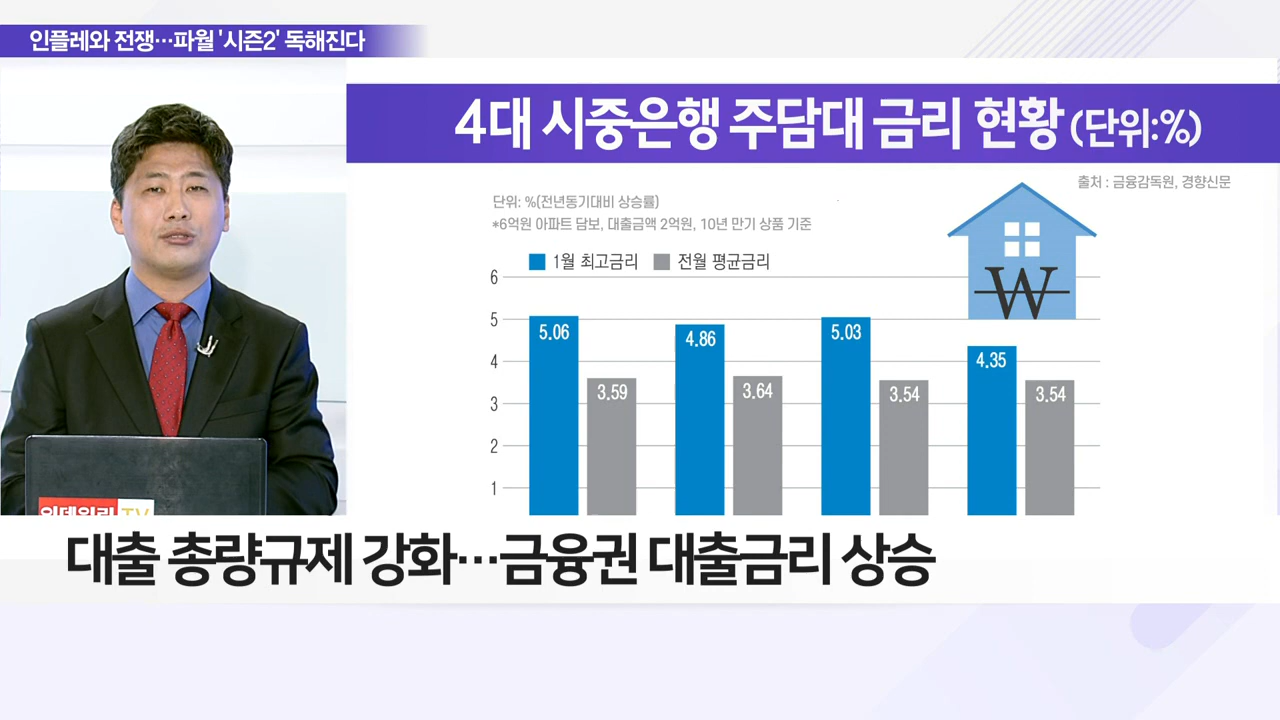 인플레와 전쟁…파월 '시즌2' 독해진다
4대 시중은행 주담대 금리 현황 (단위:%)
출처 : 금융감독원, 경향신문
단위: %(전년동기대비 상승률)
*6억원 아파트 담보, 대출금액 2억원, 10년 만기 상품 기준
1월 최고금리 전월 평균금리
6
5
4
3
2
1
5.06 3.59 4.86 3.64 5.03 3.54 4.35 3.54
W
이데일리 TV
대출 총량규제 강화…금융권 대출금리 상승